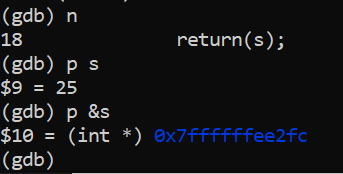 (gdb) n
18              return(s);
(gdb) p s
$9 = 25
(gdb) p &s
$10 = (int *) 0x7ffffffee2fc
(gdb)